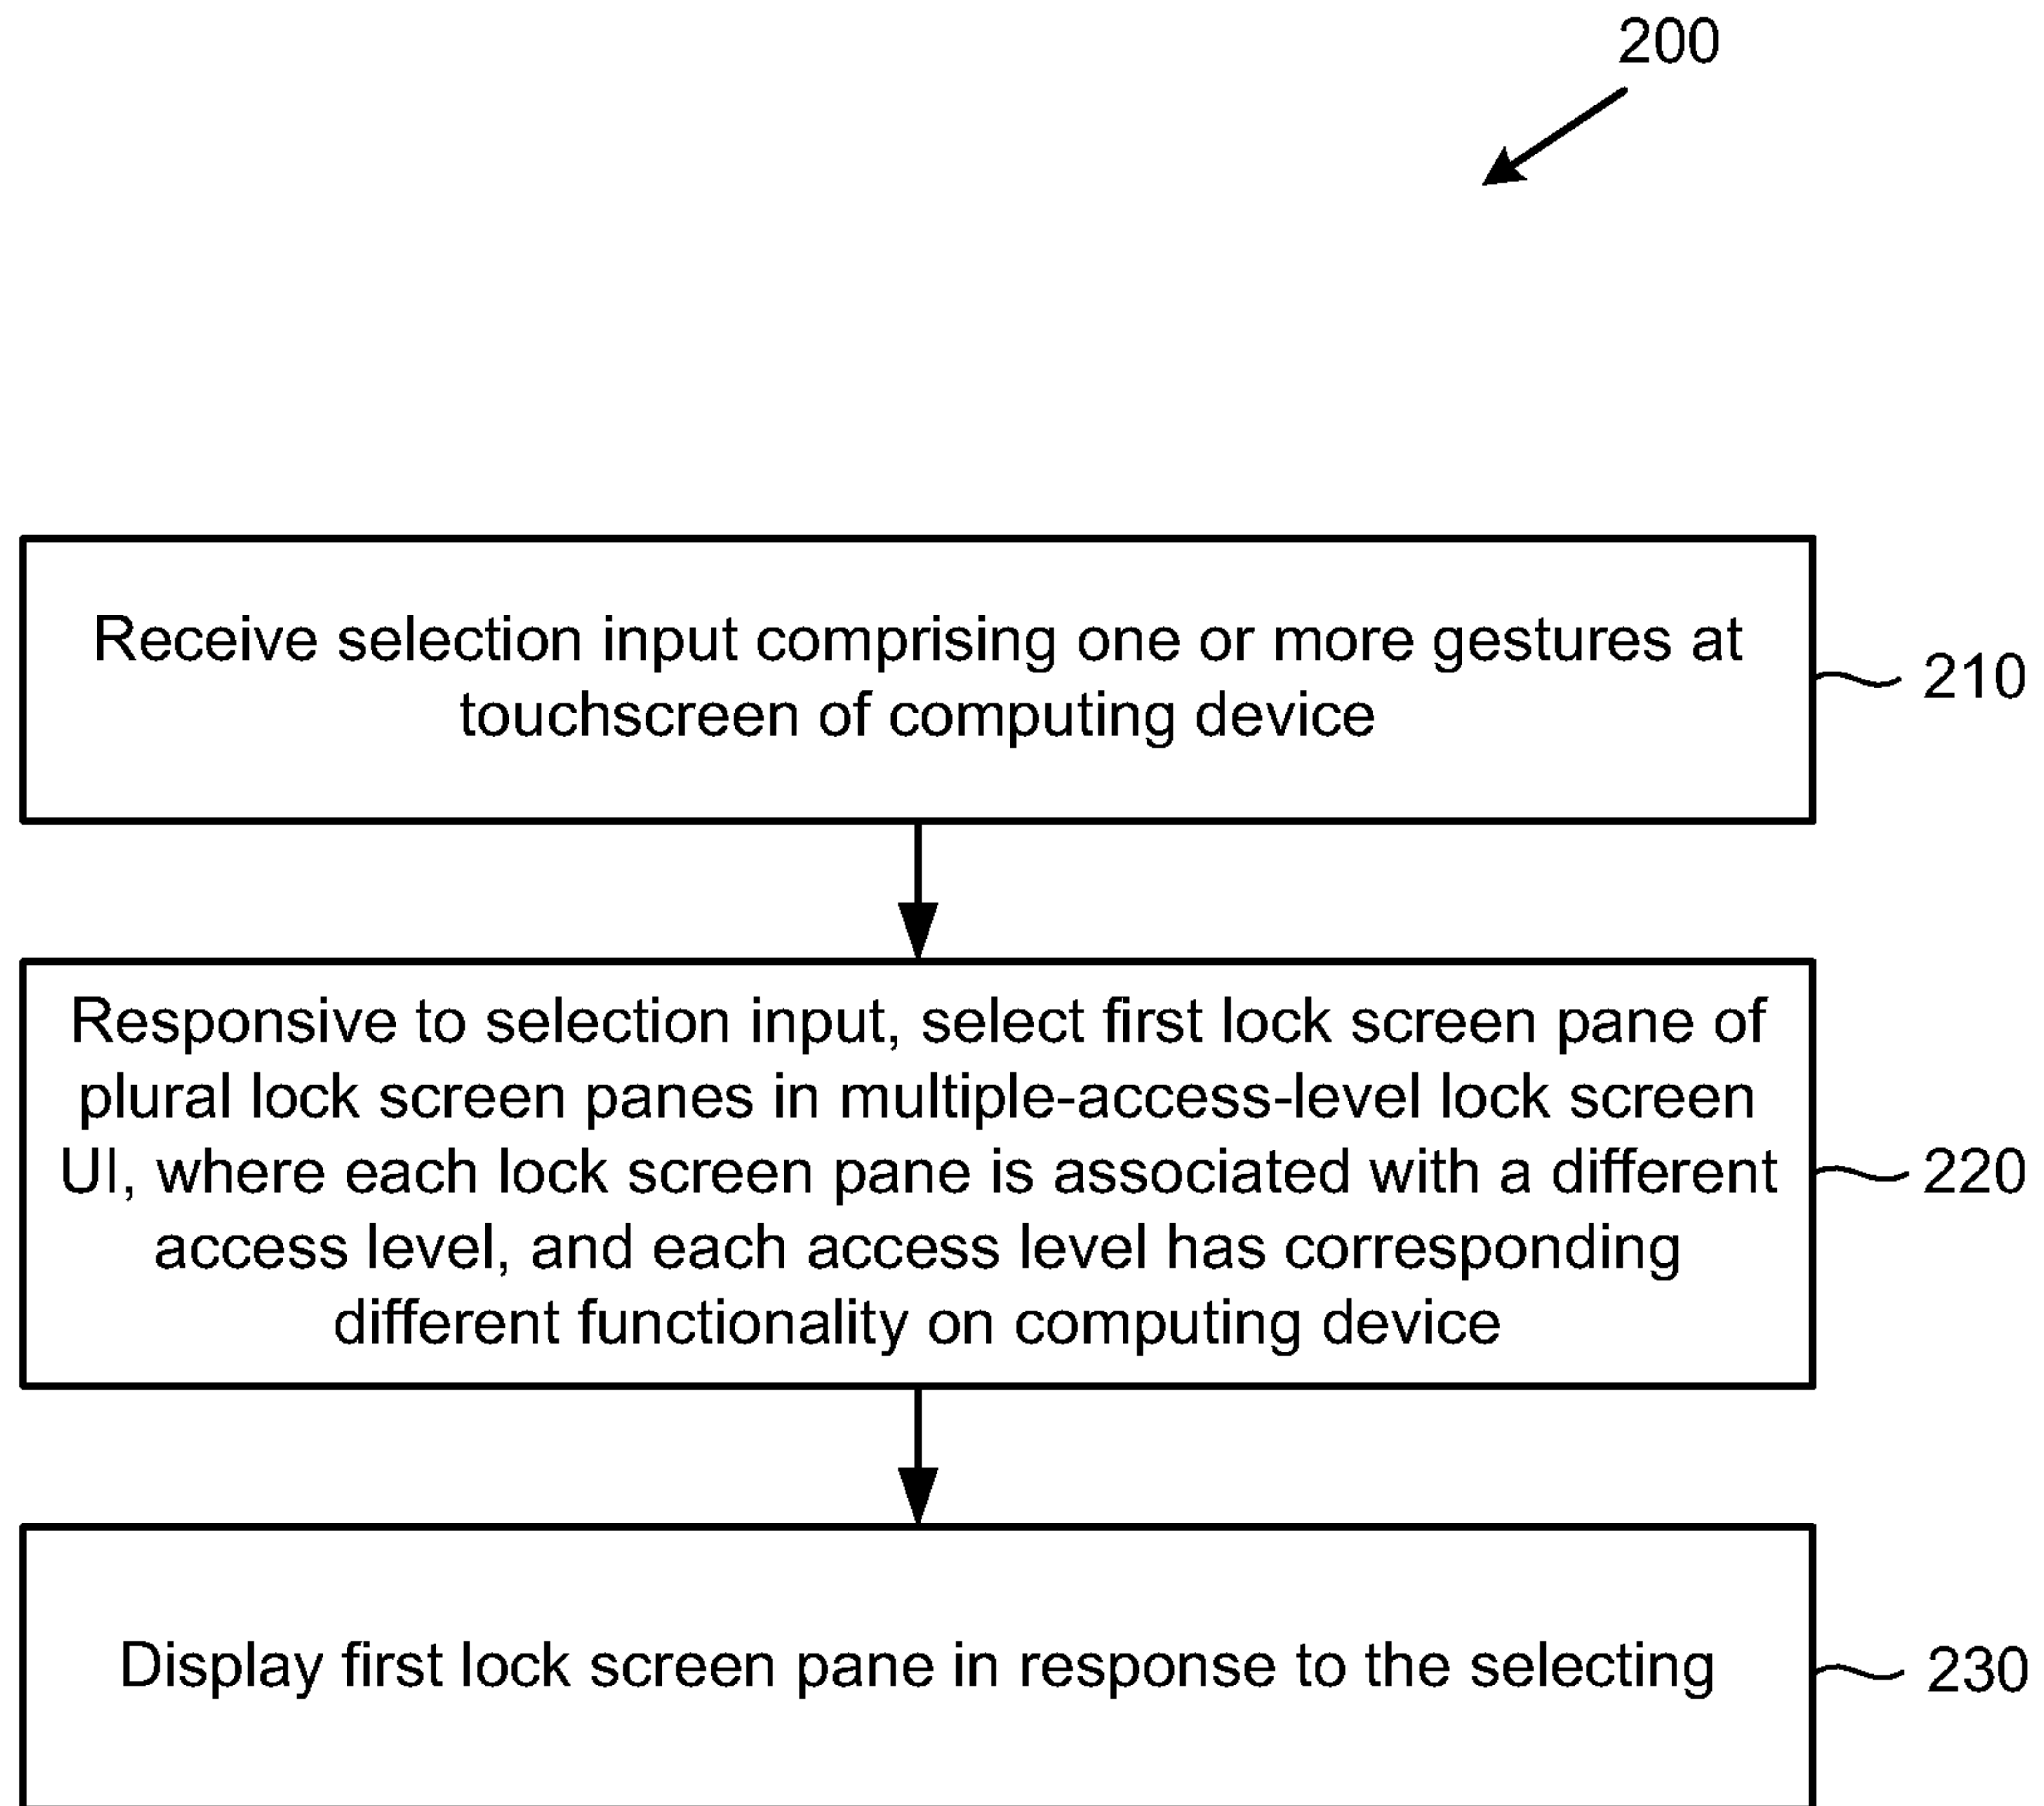 200
Receive selection input comprising one or more gestures at
touchscreen of computing device
210
Responsive to selection input, select first lock screen pane of
plural lock screen panes in multiple-access-level lock screen
UI, where each lock screen pane is associated with a different
access level, and each access level has corresponding
different functionality on computing device
220
Display first lock screen pane in response to the selecting
230